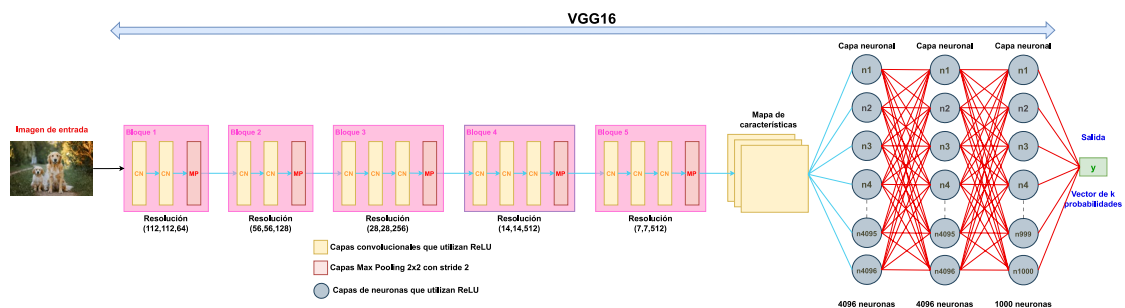 VGG16
Capa neuronal
Capa neuronal
Capa neuronal
Imagen de entrada
Bloque 1
CN
CN
MP
Resolución
(112,112,64)
Bloque 2
CN
CN
MP
Resolución
(56,56,128)
Bloque 3
CN
CN
CN
MP
Resolución
(28,28,256)
Bloque 4
CN
CN
CN
MP
Resolución
(14,14,512)
Bloque 5
CN
CN
CN
MP
Resolución
(7,7,512)
Mapa de
características
n1
n2
n3
n4
n4095
n4096
4096 neuronas
n1
n2
n3
n4
n4095
n4096
4096 neuronas
n1
n2
n3
n4
n999
n1000
1000 neuronas
Salida
y
Vector de k
probabilidades
Capas convolucionales que utilizan ReLU
Capas Max Pooling 2x2 con stride 2
Capas de neuronas que utilizan ReLU